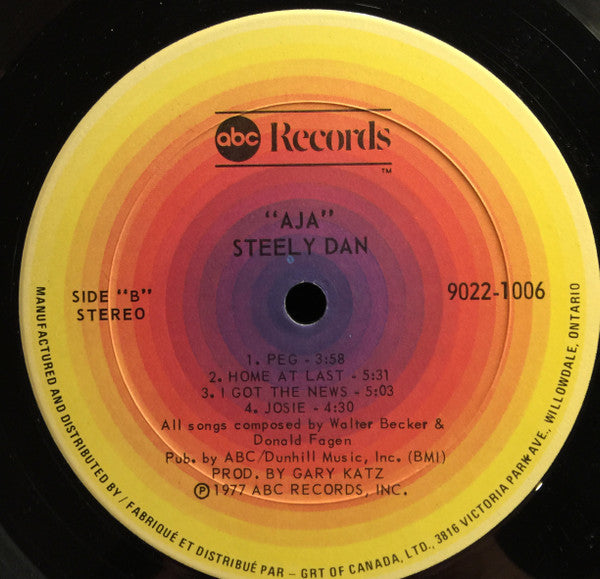 abc Records
TM
"AJA"
STEELY DAN
SIDE "B"
STEREO
9022-1006
1. PEG - 3:58
2. HOME AT LAST - 5:31
3. I GOT THE NEWS - 5:03
4. JOSIE - 4:30
All songs composed by Walter Becker &
Donald Fagen
Pub. by ABC/Dunhill Music, Inc. (BMI)
PROD. BY GARY KATZ
Ⓟ1977 ABC RECORDS, INC.
MANUFACTURED AND DISTRIBUTED BY / FABRIQUÉ ET DISTRIBUÉ PAR – GRT OF CANADA, LTD., 3816 VICTORIA PARK AVE., WILLOWDALE, ONTARIO